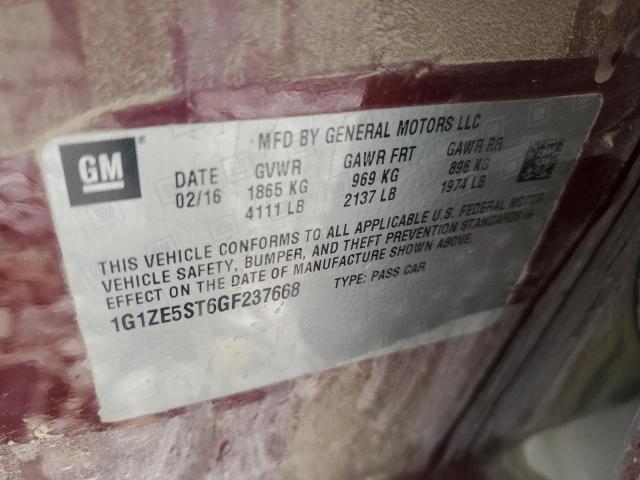 GM
MFD BY GENERAL MOTORS LLC
DATE GVWR GAWR FRT GAWR RR
02/16 1865 KG 969 KG 896 KG
4111 LB 2137 LB 1974 LB
THIS VEHICLE CONFORMS TO ALL APPLICABLE U.S. FEDERAL MOTOR
VEHICLE SAFETY, BUMPER, AND THEFT PREVENTION STANDARDS IN
EFFECT ON THE DATE OF MANUFACTURE SHOWN ABOVE.
1G1ZE5ST6GF237668 TYPE: PASS CAR